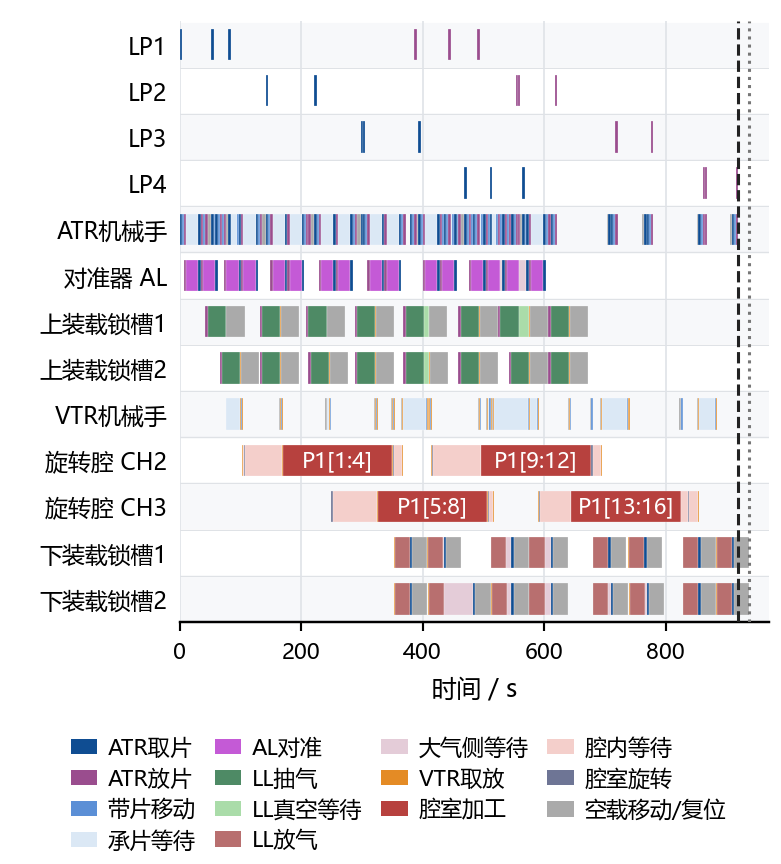 LP1
LP2
LP3
LP4
ATR机械手
对准器 AL
上装载锁槽1
上装载锁槽2
VTR机械手
旋转腔 CH2
P1[1:4]
P1[9:12]
旋转腔 CH3
P1[5:8]
P1[13:16]
下装载锁槽1
下装载锁槽2
0 200 400 600 800
时间 / s
ATR取片 AL对准 大气侧等待 腔内等待
ATR放片 LL抽气 VTR取放 腔室旋转
带片移动 LL真空等待 腔室加工 空载移动/复位
承片等待 LL放气